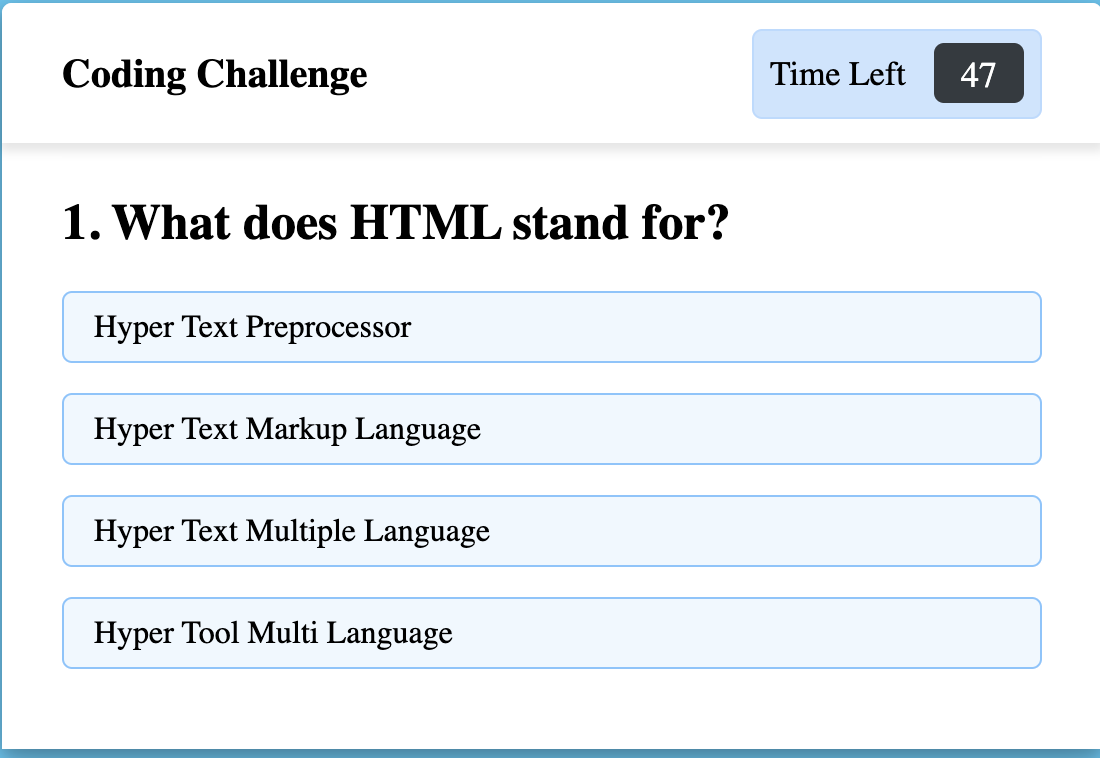 Coding Challenge
Time Left 47
1. What does HTML stand for?
Hyper Text Preprocessor
Hyper Text Markup Language
Hyper Text Multiple Language
Hyper Tool Multi Language